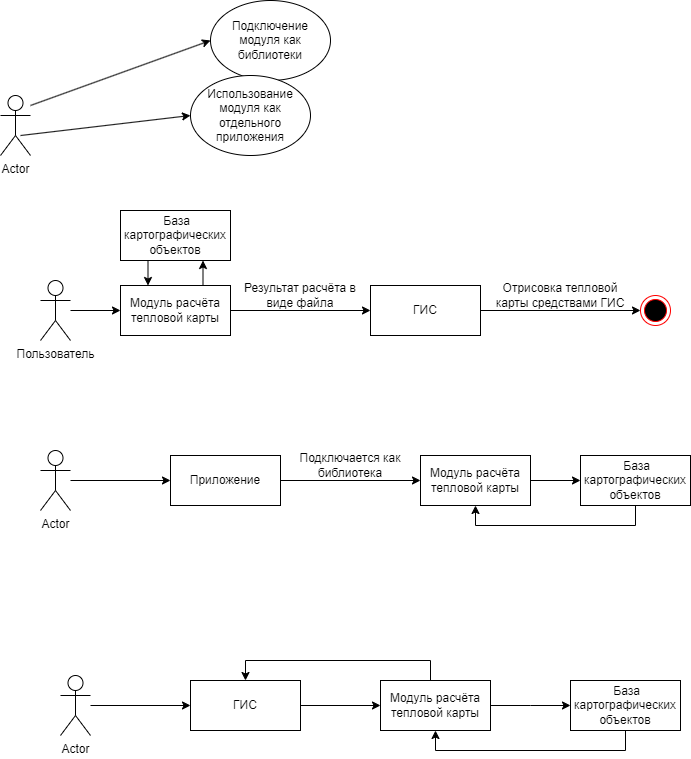 Подключение
модуля как
библиотеки
Использование
модуля как
отдельного
приложения
Actor
База
картографических
объектов
Модуль расчёта
тепловой карты
Результат расчёта в
виде файла
ГИС
Отрисовка тепловой
карты средствами ГИС
Пользователь
Приложение
Подключается как
библиотека
Модуль расчёта
тепловой карты
База
картографических
объектов
Actor
ГИС
Модуль расчёта
тепловой карты
База
картографических
объектов
Actor